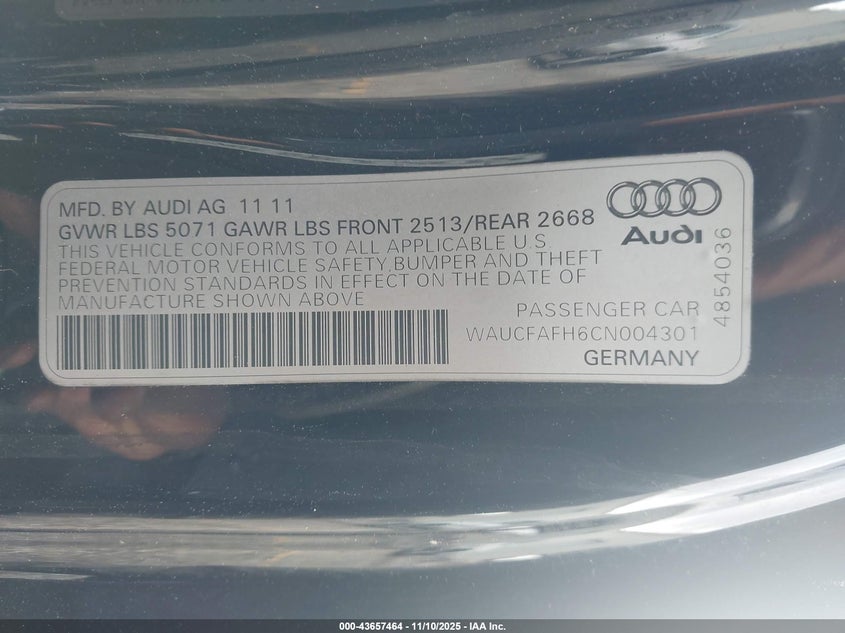 MFD. BY AUDI AG 11 11
GVWR LBS 5071 GAWR LBS FRONT 2513/REAR 2668
THIS VEHICLE CONFORMS TO ALL APPLICABLE U.S.
FEDERAL MOTOR VEHICLE SAFETY,BUMPER AND THEFT
PREVENTION STANDARDS IN EFFECT ON THE DATE OF
MANUFACTURE SHOWN ABOVE
Audi
4854036
PASSENGER CAR
WAUCFAFH6CN004301
GERMANY
000-43657464 - 11/10/2025 - IAA Inc.